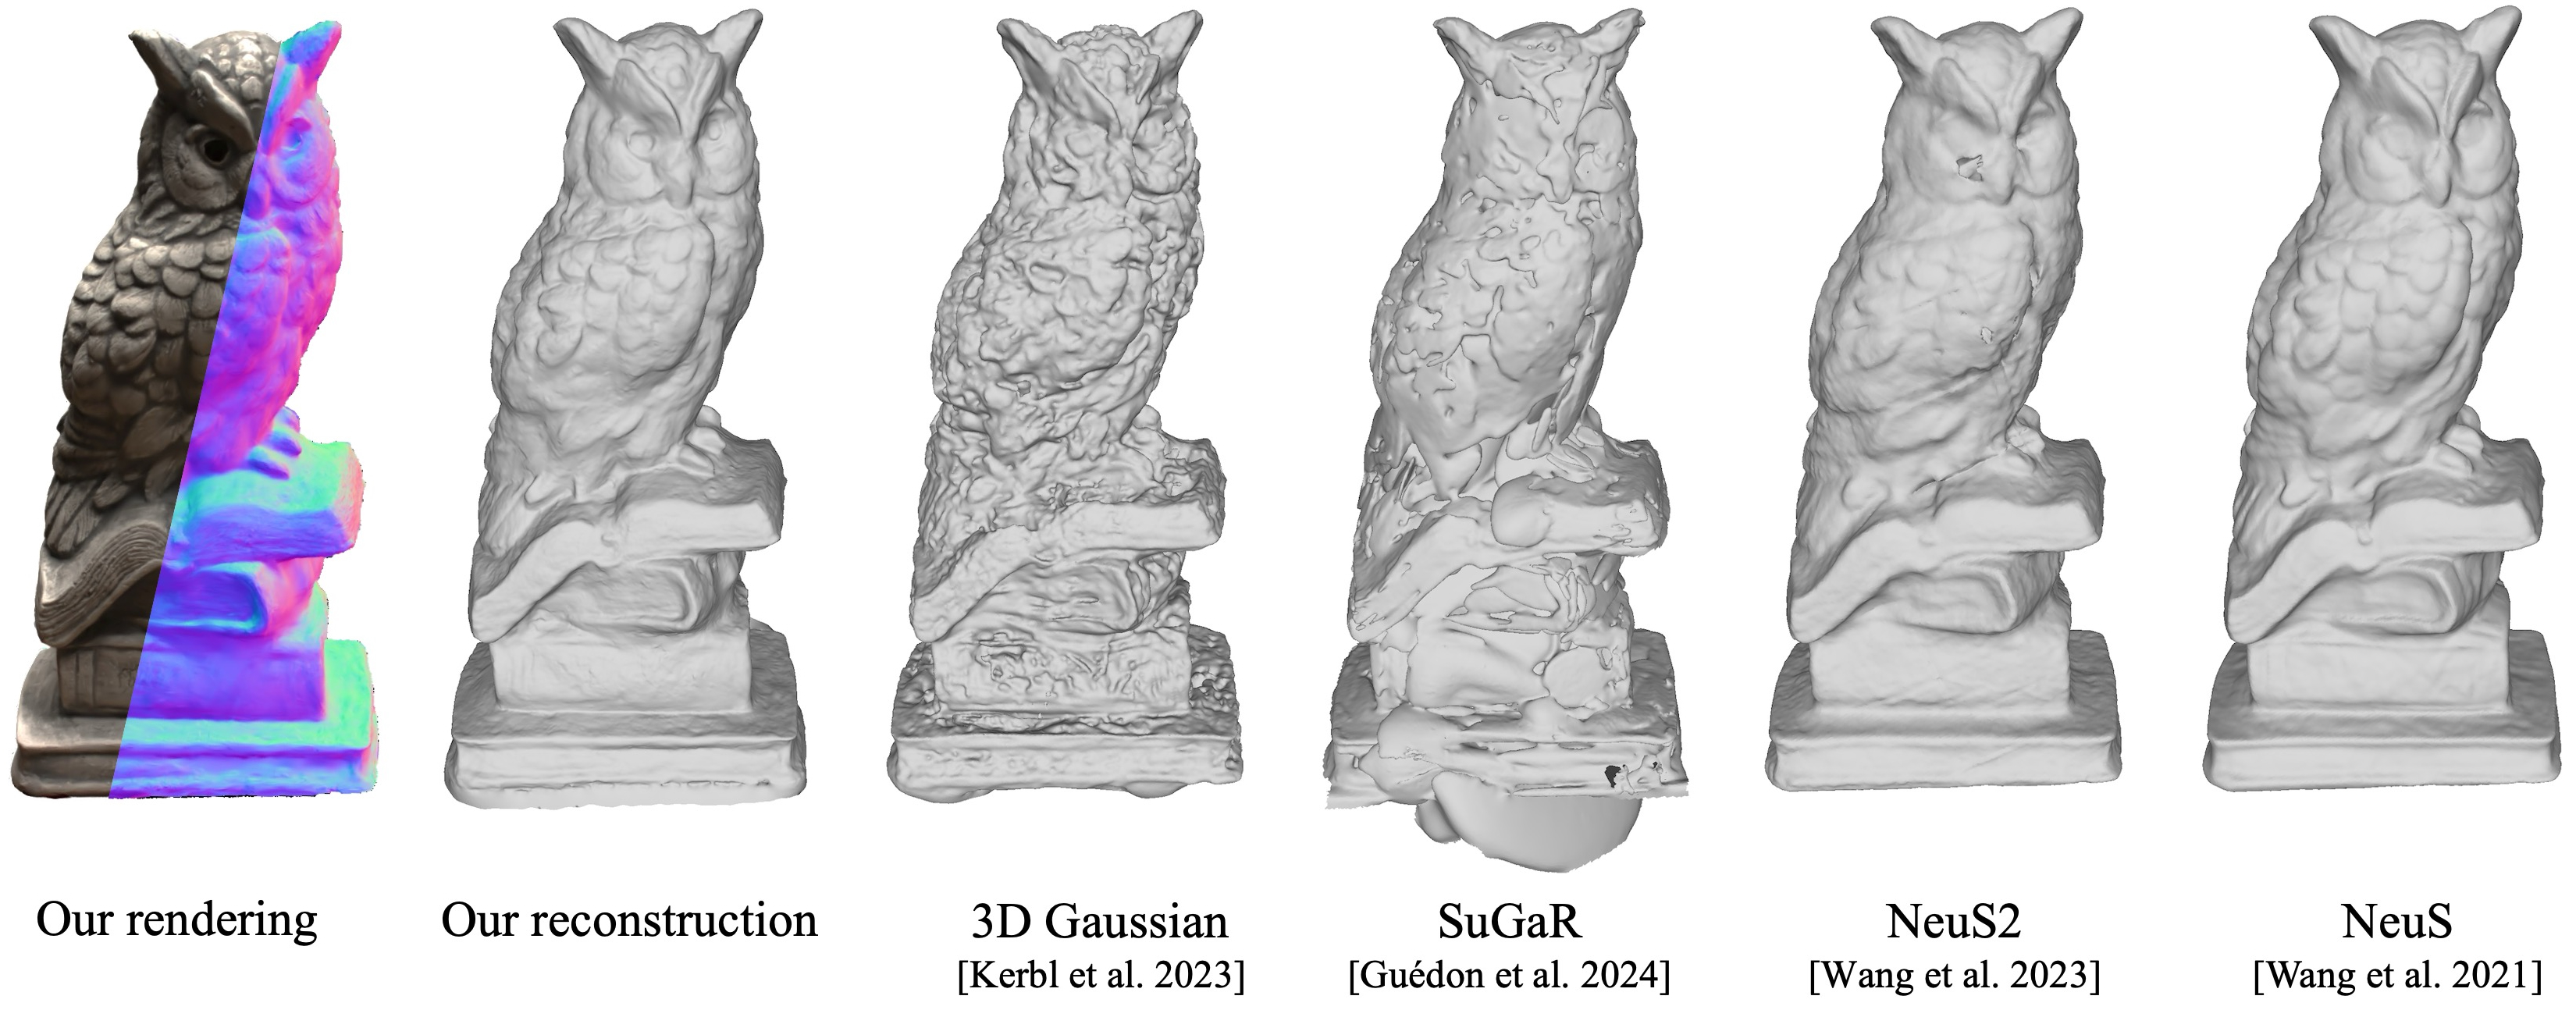 Our rendering
Our reconstruction
3D Gaussian
[Kerbl et al. 2023]
SuGaR
[Guédon et al. 2024]
NeuS2
[Wang et al. 2023]
NeuS
[Wang et al. 2021]